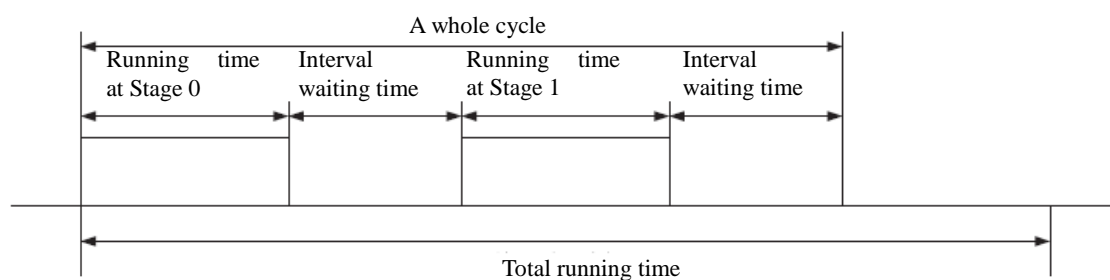 A whole cycle
Running time
at Stage 0
Interval
waiting time
Running time
at Stage 1
Interval
waiting time
Total running time